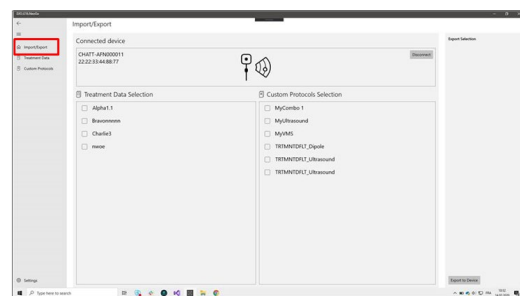 Import/Export
Connected device
Export Selection
Import/Export
CHATT-AFN000011
Disconnect
22:22:33:44:88:77
Treatment Data
Custom Protocols
Treatment Data Selection
Custom Protocols Selection
Alpha1:1
MyCombo 1
Bravonnnnn
MyUltrasound
Charlie3
MyVMS
mwoe
TRTMNTDFLT_Dipole
TRTMNTDFLT_Ultrasound
TRTMNTDFLT_Ultrasound
Settings
Export to Device
Type here to search